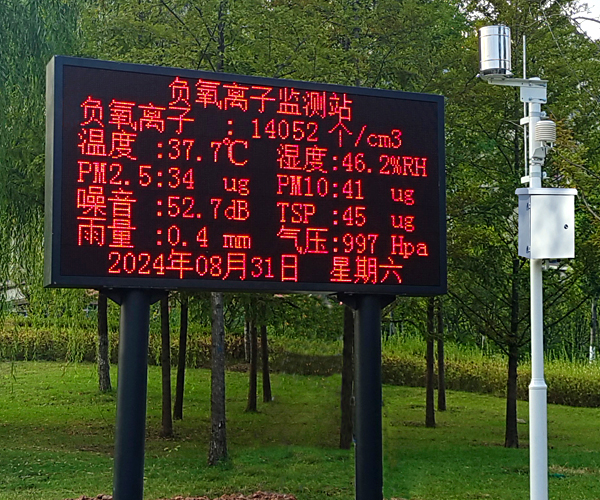 负氧离子监测站
负氧离子 : 14052 个/cm3
温度 :37.7℃ 湿度:46.2%RH
PM2.5:34 ug PM10:41 ug
噪音 :52.7dB TSP :45 ug
雨量 :0.4 mm 气压:997 Hpa
2024年08月31日 星期六